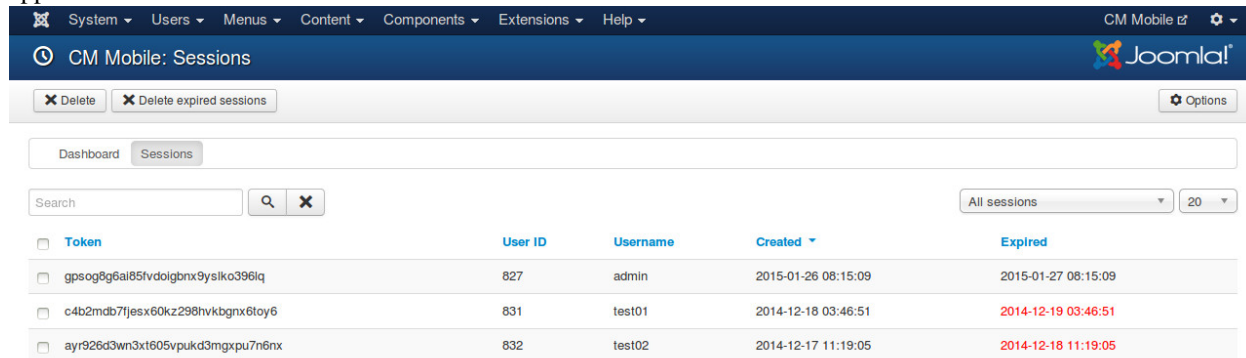 System Users Menus Content Components Extensions Help CM Mobile
CM Mobile: Sessions Joomla!®
Delete Delete expired sessions Options
Dashboard Sessions
Search All sessions 20
Token User ID Username Created Expired
gpsog8g6ai85fvdoigbnx9yslko396lq 827 admin 2015-01-26 08:15:09 2015-01-27 08:15:09
c4b2mdb7fjesx60kz298hvkbgnx6toy6 831 test01 2014-12-18 03:46:51 2014-12-19 03:46:51
ayr926d3wn3xt605vpukd3mgxpu7n6nx 832 test02 2014-12-17 11:19:05 2014-12-18 11:19:05